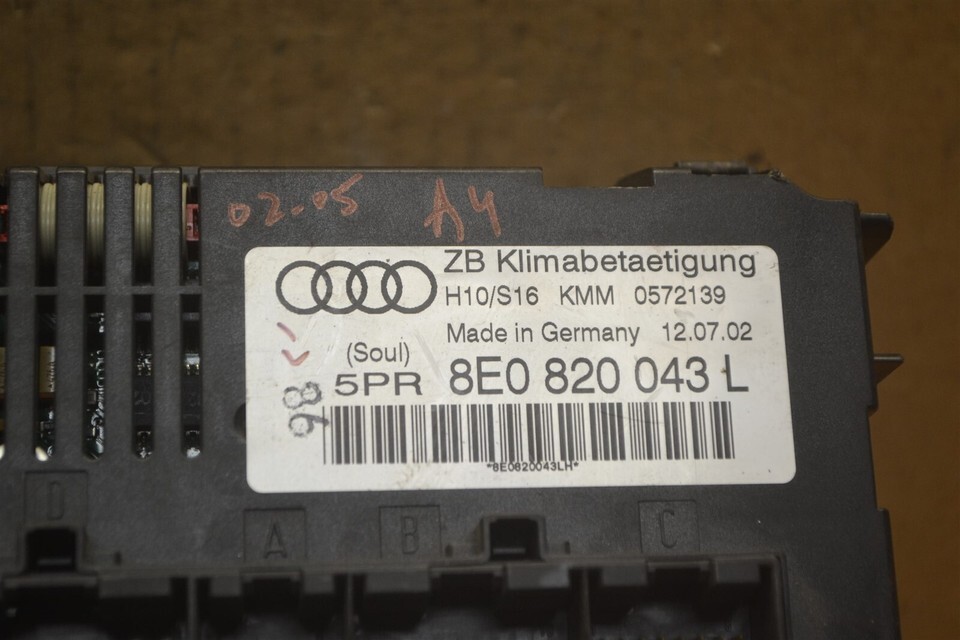 02-05 A4
ZB Klimabetaetigung
H10/S16 KMM 0572139
Made in Germany 12.07.02
(Soul)
5PR 8E0 820 043 L
98
*8E0820043LH*
D
A B C